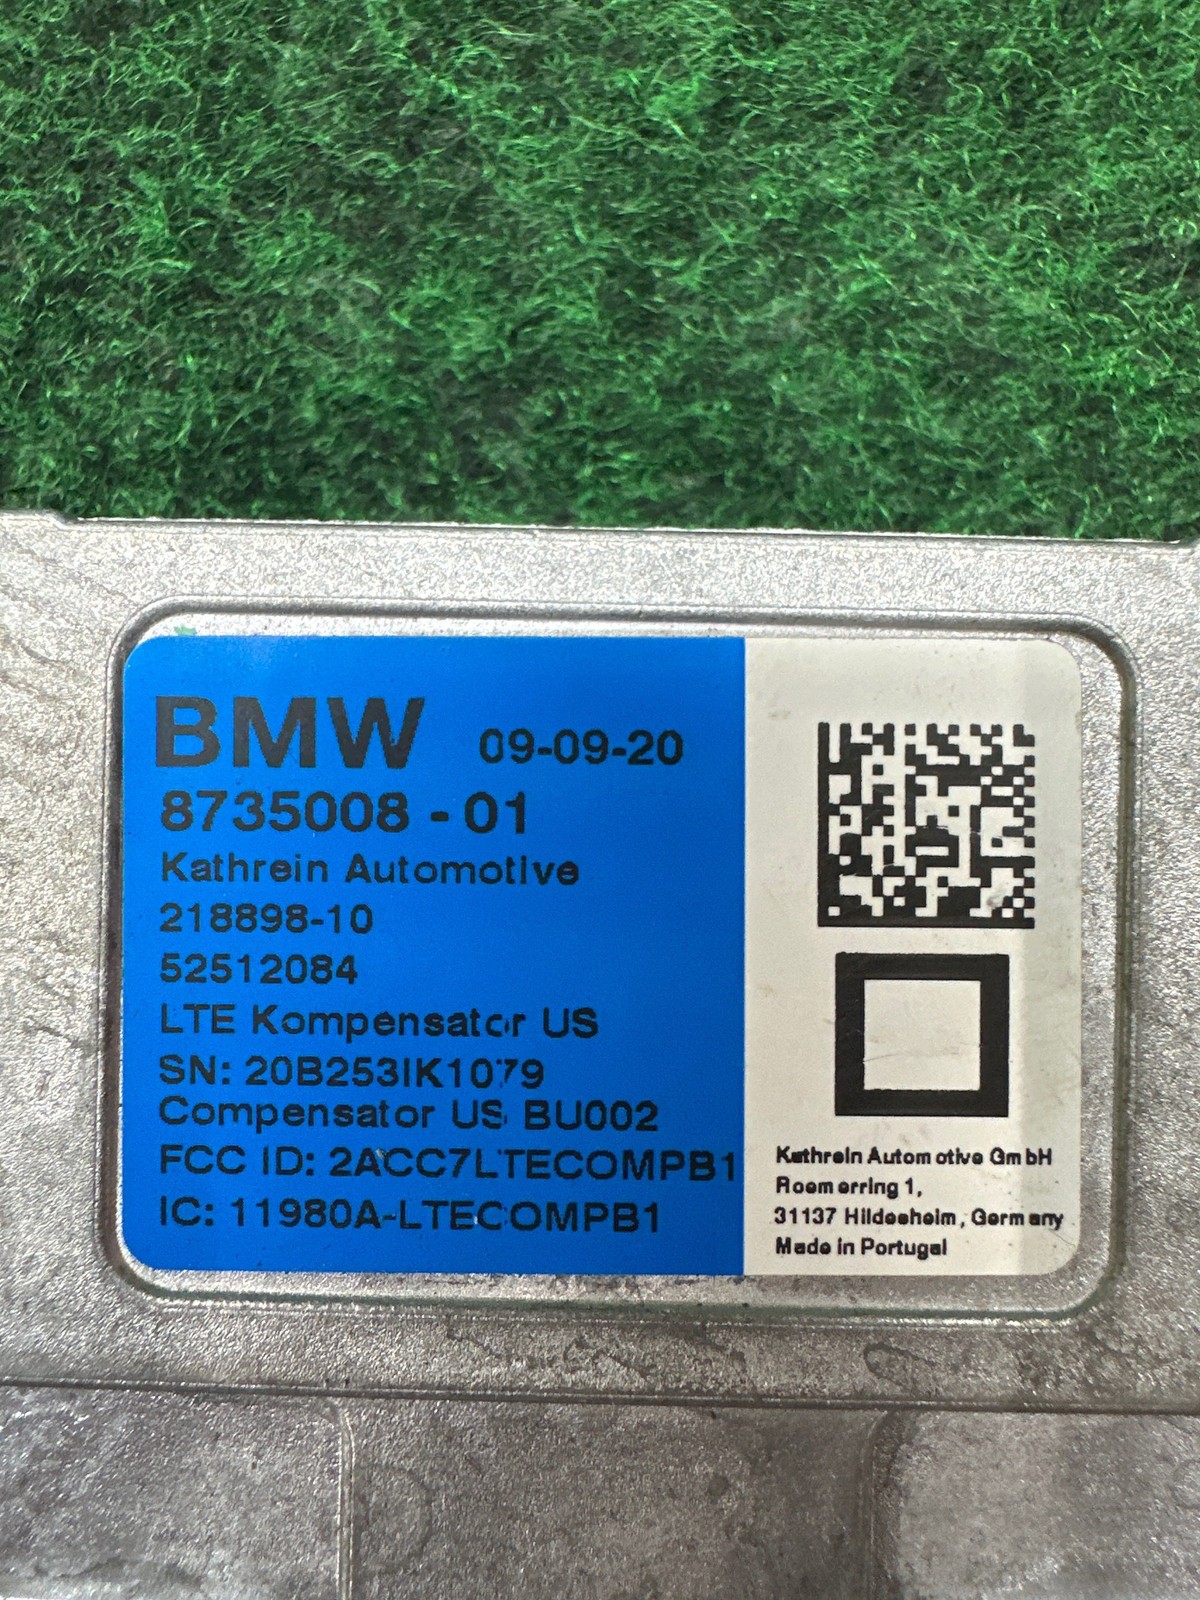 BMW 09-09-20
8735008 - 01
Kathrein Automotive
218898-10
52512084
LTE Kompensator US
SN: 20B253IK1079
Compensator US BU002
FCC ID: 2ACC7LTECOMPB1
IC: 11980A-LTECOMPB1
Kathrein Automotive GmbH
Roemerring 1,
31137 Hildesheim, Germany
Made in Portugal